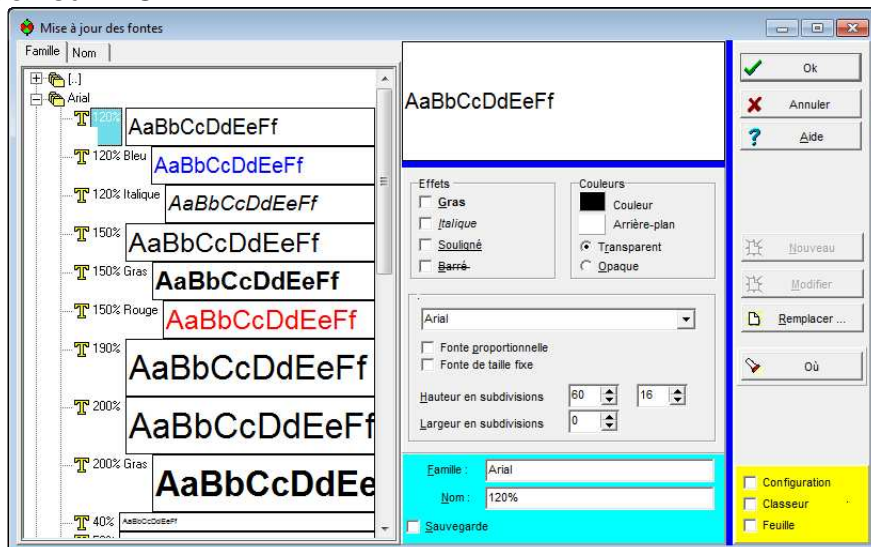 Mise à jour des fontes
Famille Nom
[..]
Arial
120% AaBbCcDdEeFf
120% Bleu AaBbCcDdEeFf
120% Italique AaBbCcDdEeFf
150% AaBbCcDdEeFf
150% Gras AaBbCcDdEeFf
150% Rouge AaBbCcDdEeFf
190% AaBbCcDdEeFf
200% AaBbCcDdEeFf
200% Gras AaBbCcDdEe
40% AaBbCcDdEeFf
AaBbCcDdEeFf
Effets
Gras
Italique
Souligné
Barré
Couleurs
Couleur
Arrière-plan
Transparent
Opaque
Arial
Fonte proportionnelle
Fonte de taille fixe
Hauteur en subdivisions 60 16
Largeur en subdivisions 0
Famille : Arial
Nom : 120%
Sauvegarde
Ok
Annuler
Aide
Nouveau
Modifier
Remplacer ...
Où
Configuration
Classeur
Feuille